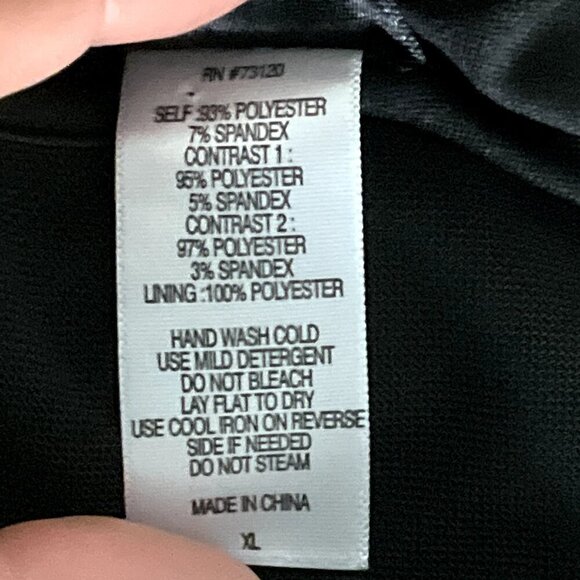 RN #73120
SELF :93% POLYESTER
7% SPANDEX
CONTRAST 1 :
95% POLYESTER
5% SPANDEX
CONTRAST 2 :
97% POLYESTER
3% SPANDEX
LINING :100% POLYESTER
HAND WASH COLD
USE MILD DETERGENT
DO NOT BLEACH
LAY FLAT TO DRY
USE COOL IRON ON REVERSE
SIDE IF NEEDED
DO NOT STEAM
MADE IN CHINA
XL